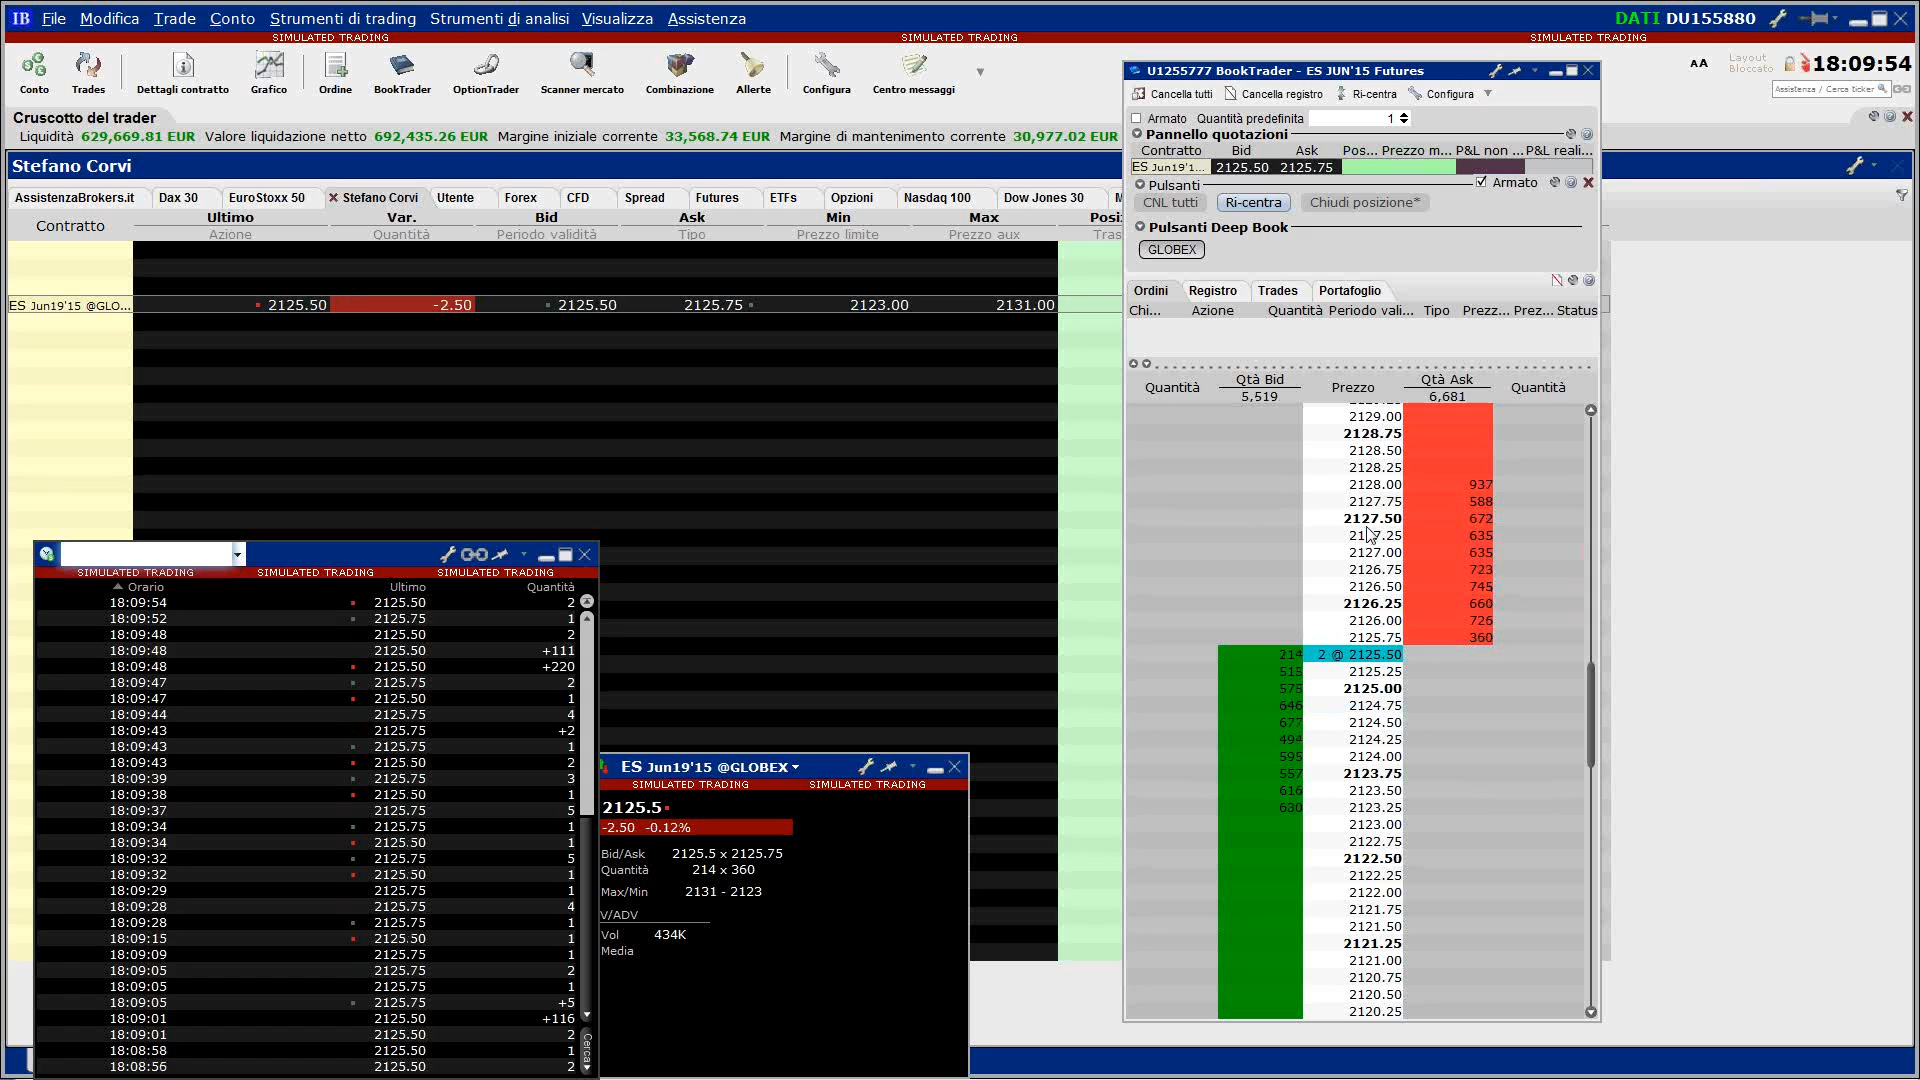 IB File Modifica Trade Conto Strumenti di trading Strumenti di analisi Visualizza Assistenza DATI DU155880
SIMULATED TRADING SIMULATED TRADING SIMULATED TRADING
Conto Trades Dettagli contratto Grafico Ordine BookTrader OptionTrader Scanner mercato Combinazione Allerte Configura Centro messaggi
AA Layout Bloccato 18:09:54
Assistenza / Cerca ticker
Cruscotto del trader
Liquidità 629,669.81 EUR Valore liquidazione netto 692,435.26 EUR Margine iniziale corrente 33,568.74 EUR Margine di mantenimento corrente 30,977.02 EUR
Stefano Corvi
AssistenzaBrokers.it Dax 30 EuroStoxx 50 Stefano Corvi Utente Forex CFD Spread Futures ETFs Opzioni Nasdaq 100 Dow Jones 30 M
Contratto Ultimo Var. Bid Ask Min Max Posi
Azione Quantità Periodo validità Tipo Prezzo limite Prezzo aux Tras
ES Jun19'15 @GLO... 2125.50 -2.50 2125.50 2125.75 2123.00 2131.00
SIMULATED TRADING SIMULATED TRADING SIMULATED TRADING
Orario Ultimo Quantità
18:09:54 2125.50 2
18:09:52 2125.75 1
18:09:48 2125.50 2
18:09:48 2125.50 +111
18:09:48 2125.50 +220
18:09:47 2125.75 2
18:09:47 2125.50 1
18:09:44 2125.75 4
18:09:43 2125.75 +2
18:09:43 2125.75 1
18:09:43 2125.50 2
18:09:39 2125.75 3
18:09:38 2125.50 1
18:09:37 2125.75 5
18:09:34 2125.75 1
18:09:34 2125.50 1
18:09:32 2125.75 5
18:09:32 2125.50 1
18:09:29 2125.75 1
18:09:28 2125.75 4
18:09:28 2125.75 1
18:09:15 2125.50 1
18:09:09 2125.75 1
18:09:05 2125.75 2
18:09:05 2125.75 1
18:09:05 2125.75 +5
18:09:01 2125.50 +116
18:09:01 2125.50 2
18:08:58 2125.50 1
18:08:56 2125.50 2
Cerca
ES Jun19'15 @GLOBEX
SIMULATED TRADING SIMULATED TRADING
2125.5
-2.50 -0.12%
Bid/Ask 2125.5 x 2125.75
Quantità 214 x 360
Max/Min 2131 - 2123
V/ADV
Vol 434K
Media
U1255777 BookTrader - ES JUN'15 Futures
Cancella tutti Cancella registro Ri-centra Configura
Armato Quantità predefinita 1
Pannello quotazioni
Contratto Bid Ask Pos... Prezzo m... P&L non ... P&L reali...
ES Jun19'1... 2125.50 2125.75
Pulsanti Armato
CNL tutti Ri-centra Chiudi posizione*
Pulsanti Deep Book
GLOBEX
Ordini Registro Trades Portafoglio
Chi... Azione Quantità Periodo vali... Tipo Prezz... Prez... Status
Quantità Qtà Bid Prezzo Qtà Ask Quantità
5,519 6,681
2129.00
2128.75
2128.50
2128.25
2128.00 937
2127.75 588
2127.50 672
2127.25 635
2127.00 635
2126.75 723
2126.50 745
2126.25 660
2126.00 726
2125.75 360
214 2 @ 2125.50
515 2125.25
575 2125.00
646 2124.75
677 2124.50
494 2124.25
595 2124.00
557 2123.75
616 2123.50
630 2123.25
2123.00
2122.75
2122.50
2122.25
2122.00
2121.75
2121.50
2121.25
2121.00
2120.75
2120.50
2120.25